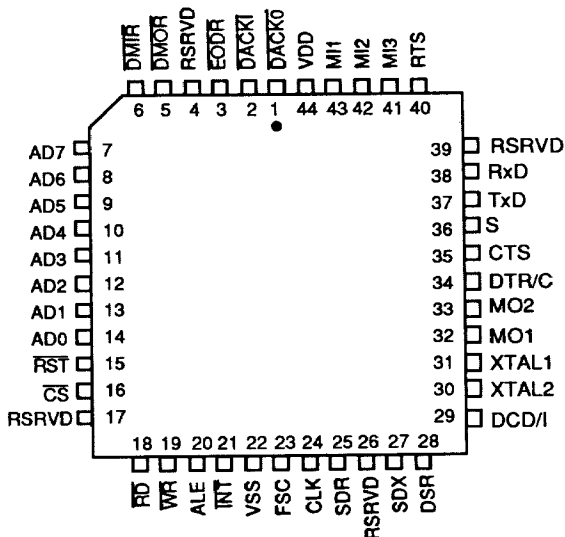 DMIR DMOR RSRVD EODR DACKI DACK0 VDD MI1 MI2 MI3 RTS
6 5 4 3 2 1 44 43 42 41 40
AD7 7 39 RSRVD
AD6 8 38 RxD
AD5 9 37 TxD
AD4 10 36 S
AD3 11 35 CTS
AD2 12 34 DTR/C
AD1 13 33 MO2
AD0 14 32 MO1
RST 15 31 XTAL1
CS 16 30 XTAL2
RSRVD 17 29 DCD/I
18 19 20 21 22 23 24 25 26 27 28
RD WR ALE INT VSS FSC CLK SDR RSRVD SDX DSR